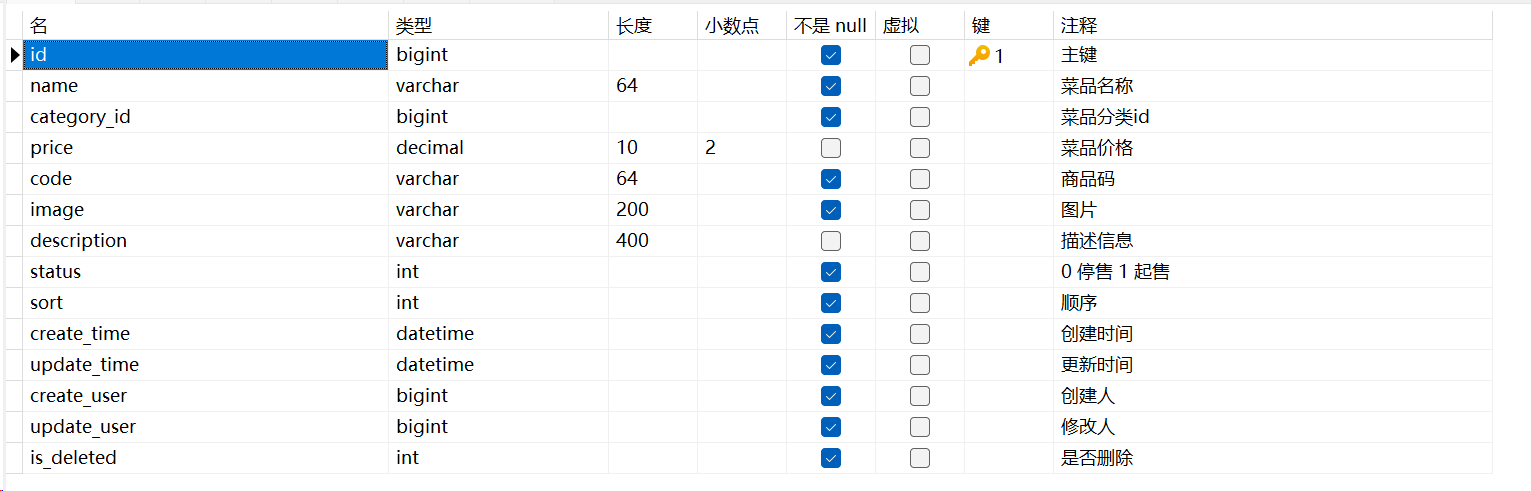 名 类型 长度 小数点 不是 null 虚拟 键 注释
id bigint 1 主键
name varchar 64 菜品名称
category_id bigint 菜品分类id
price decimal 10 2 菜品价格
code varchar 64 商品码
image varchar 200 图片
description varchar 400 描述信息
status int 0 停售 1 起售
sort int 顺序
create_time datetime 创建时间
update_time datetime 更新时间
create_user bigint 创建人
update_user bigint 修改人
is_deleted int 是否删除